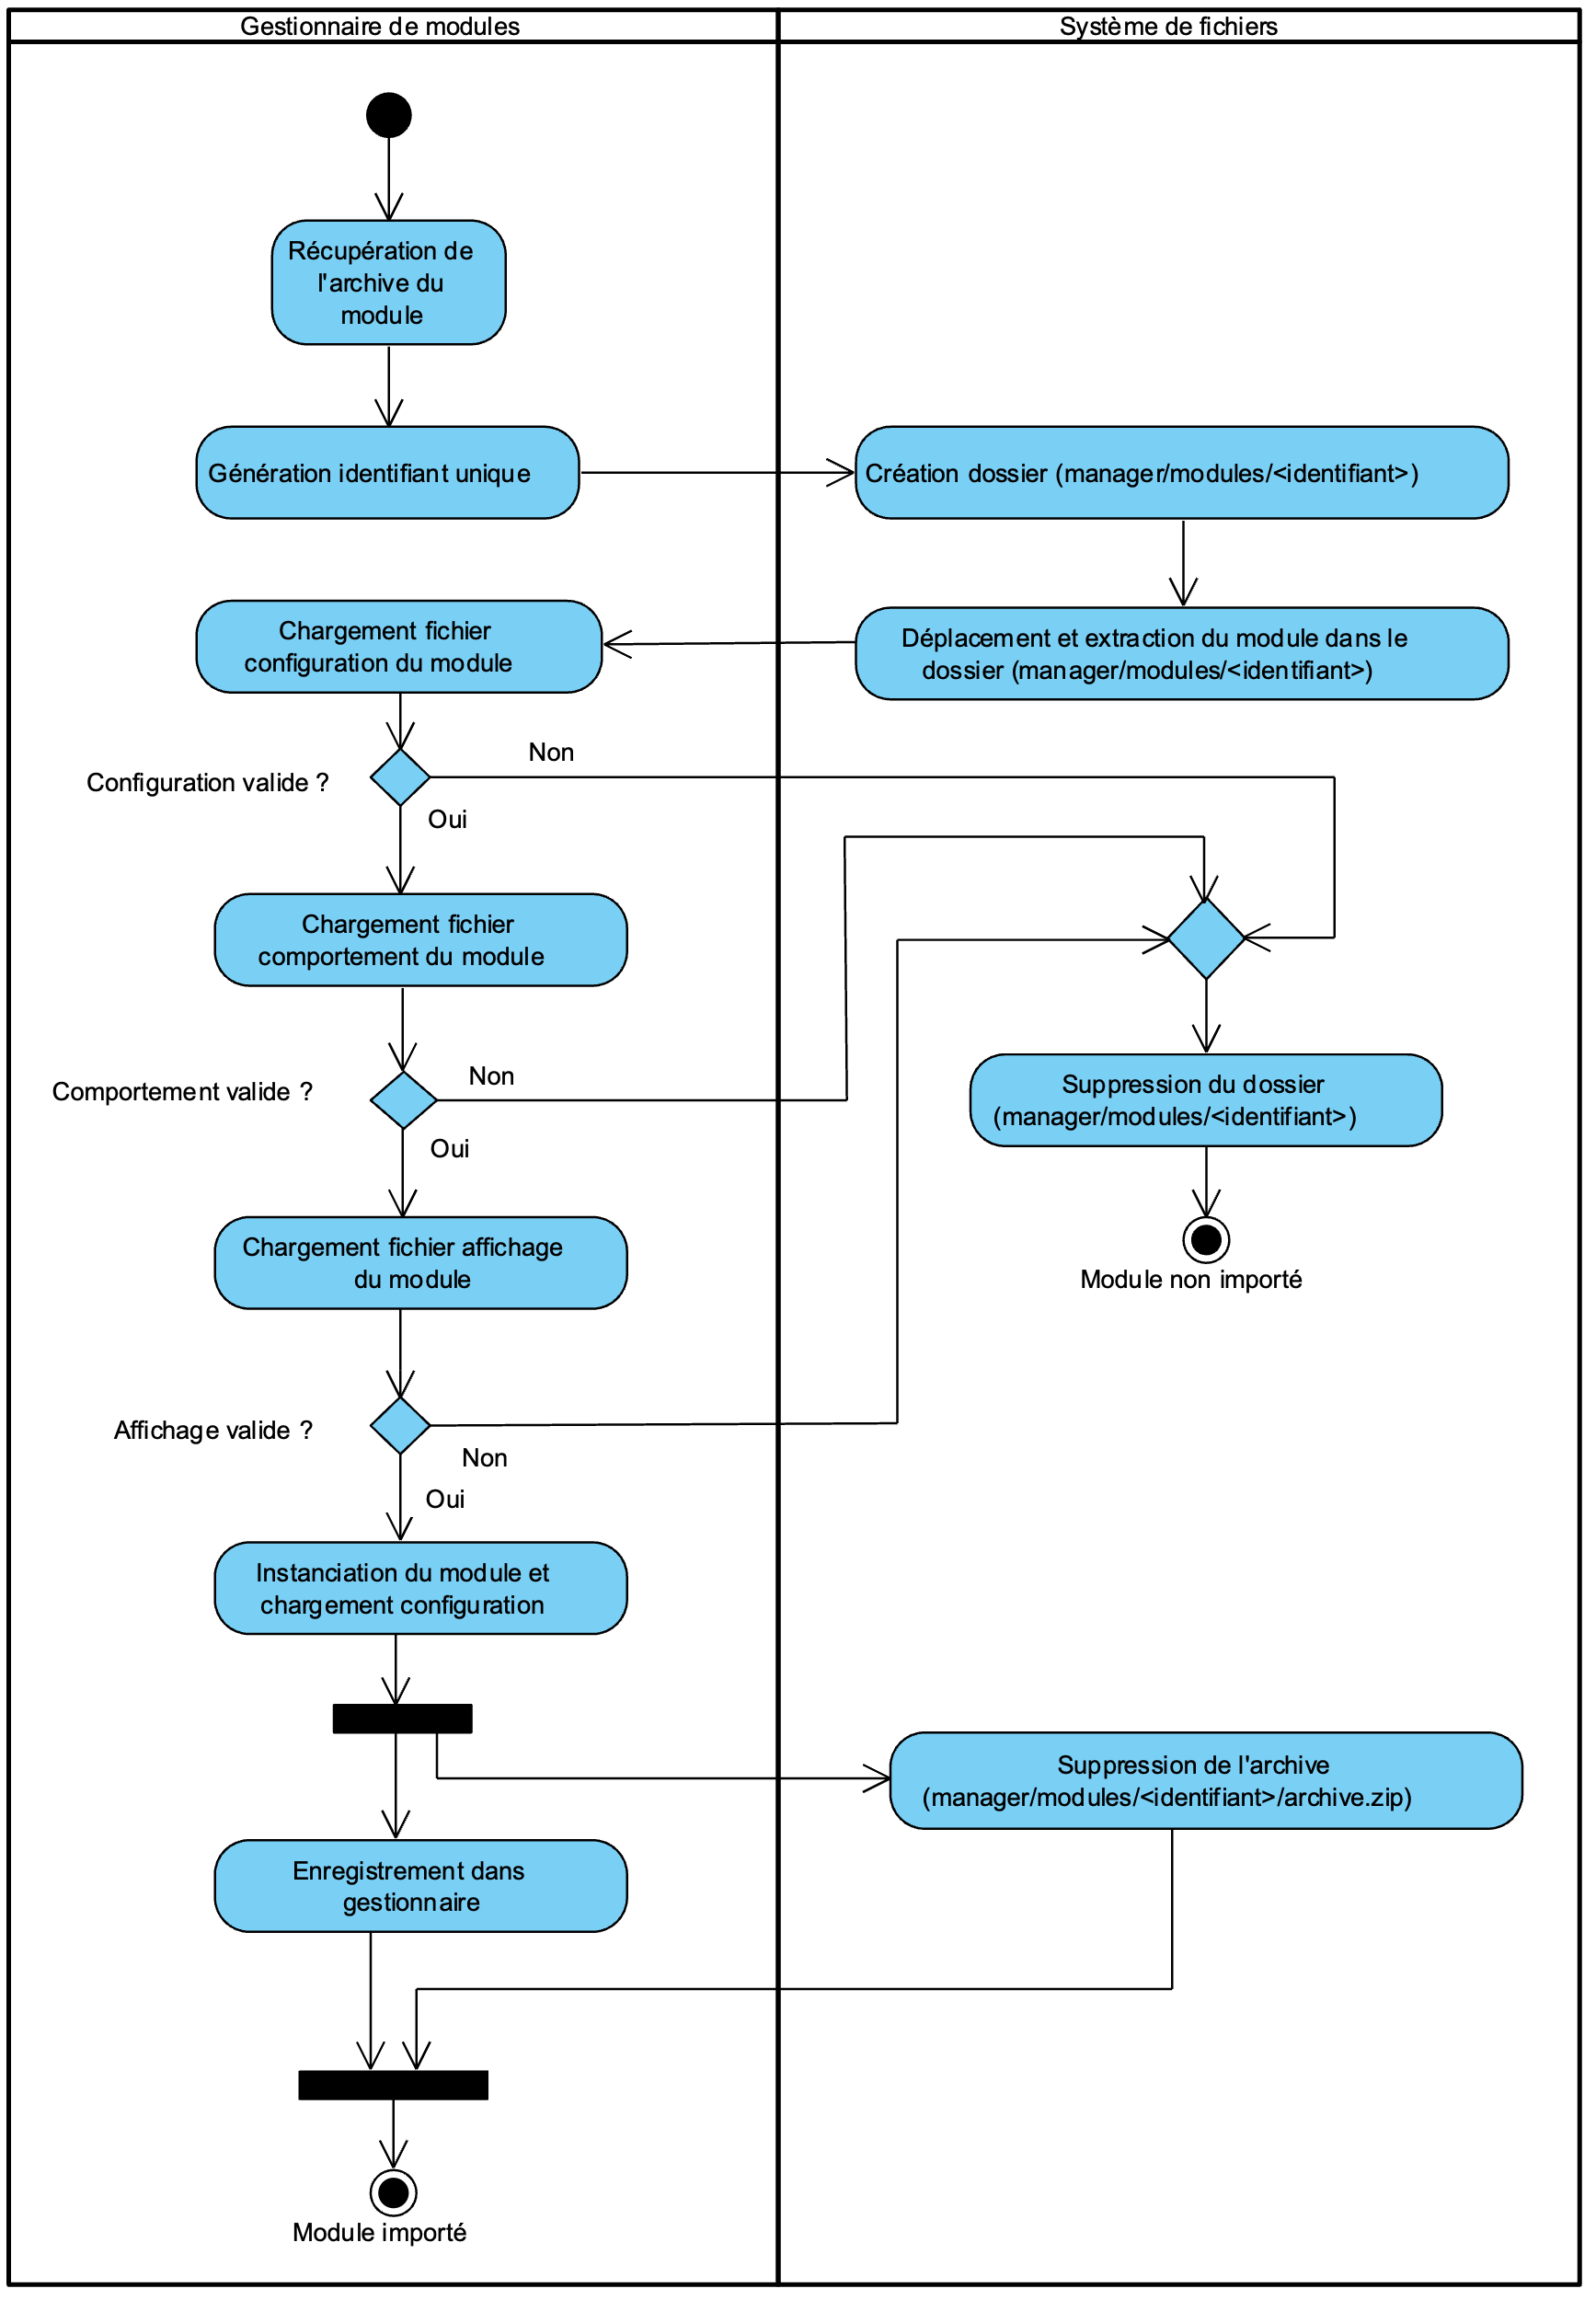 Gestionnaire de modules
Système de fichiers
Récupération de
l'archive du
module
Génération identifiant unique
Création dossier (manager/modules/<identifiant>)
Chargement fichier
configuration du module
Déplacement et extraction du module dans le
dossier (manager/modules/<identifiant>)
Non
Configuration valide ?
Oui
Chargement fichier
comportement du module
Non
Comportement valide ?
Oui
Suppression du dossier
(manager/modules/<identifiant>)
Chargement fichier affichage
du module
Module non importé
Affichage valide ?
Non
Oui
Instanciation du module et
chargement configuration
Suppression de l'archive
(manager/modules/<identifiant>/archive.zip)
Enregistrement dans
gestionnaire
Module importé